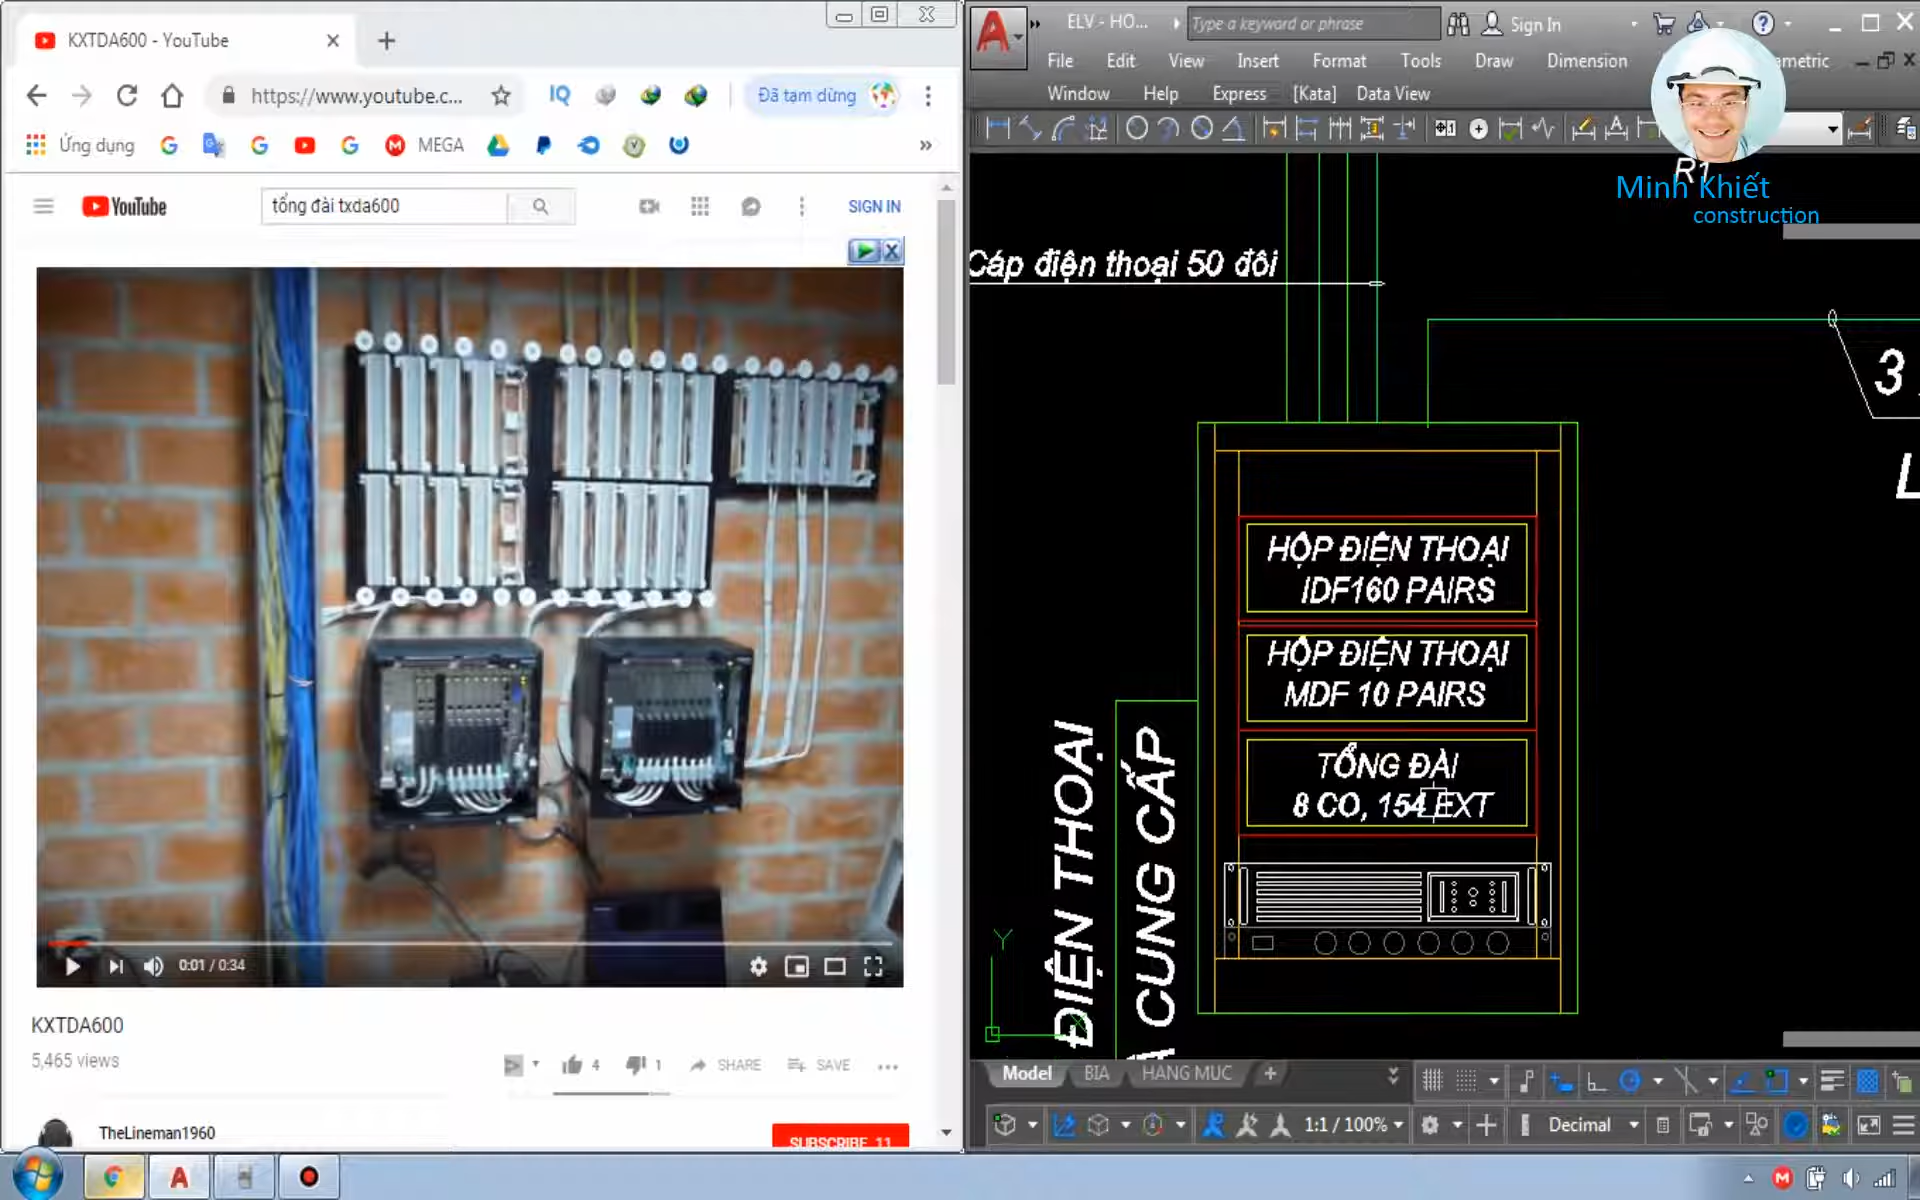 KXTDA600 - YouTube
https://www.youtube.c...
Đã tạm dừng
Ứng dụng
MEGA
YouTube
tổng đài txda600
SIGN IN
0:01 / 0:34
KXTDA600
5,465 views
4
1
SHARE
SAVE
TheLineman1960
SUBSCRIBE 11
ELV - HO...
Type a keyword or phrase
Sign In
File
Edit
View
Insert
Format
Tools
Draw
Dimension
ametric
Window
Help
Express
[Kata]
Data View
R1
Minh Khiết
construction
Cáp điện thoại 50 đôi
3
L
HỘP ĐIỆN THOẠI
IDF160 PAIRS
HỘP ĐIỆN THOẠI
MDF 10 PAIRS
TỔNG ĐÀI
8 CO, 154 EXT
ĐIỆN THOẠI
CUNG CẤP
Y
X
Model
BIA
HANG MUC
1:1 / 100%
Decimal